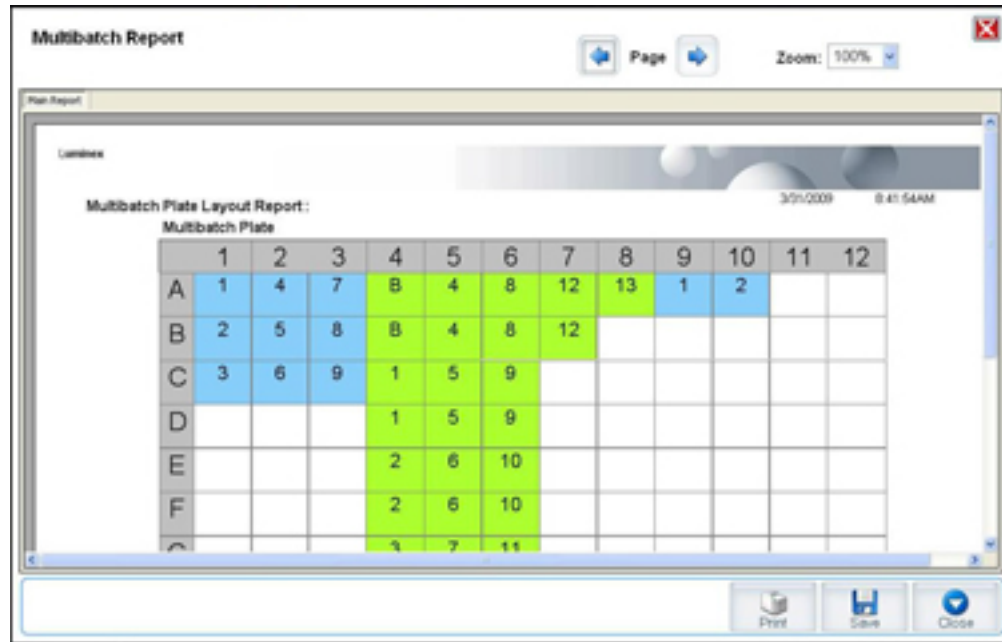 Multibatch Report
Page
Zoom: 100%
Main Report
Luminex
3/31/2009 8:41:54AM
Multibatch Plate Layout Report:
Multibatch Plate
1 2 3 4 5 6 7 8 9 10 11 12
A 1 4 7 B 4 8 12 13 1 2
B 2 5 8 B 4 8 12
C 3 6 9 1 5 9
D 1 5 9
E 2 6 10
F 2 6 10
G 3 7 11
Print Save Close